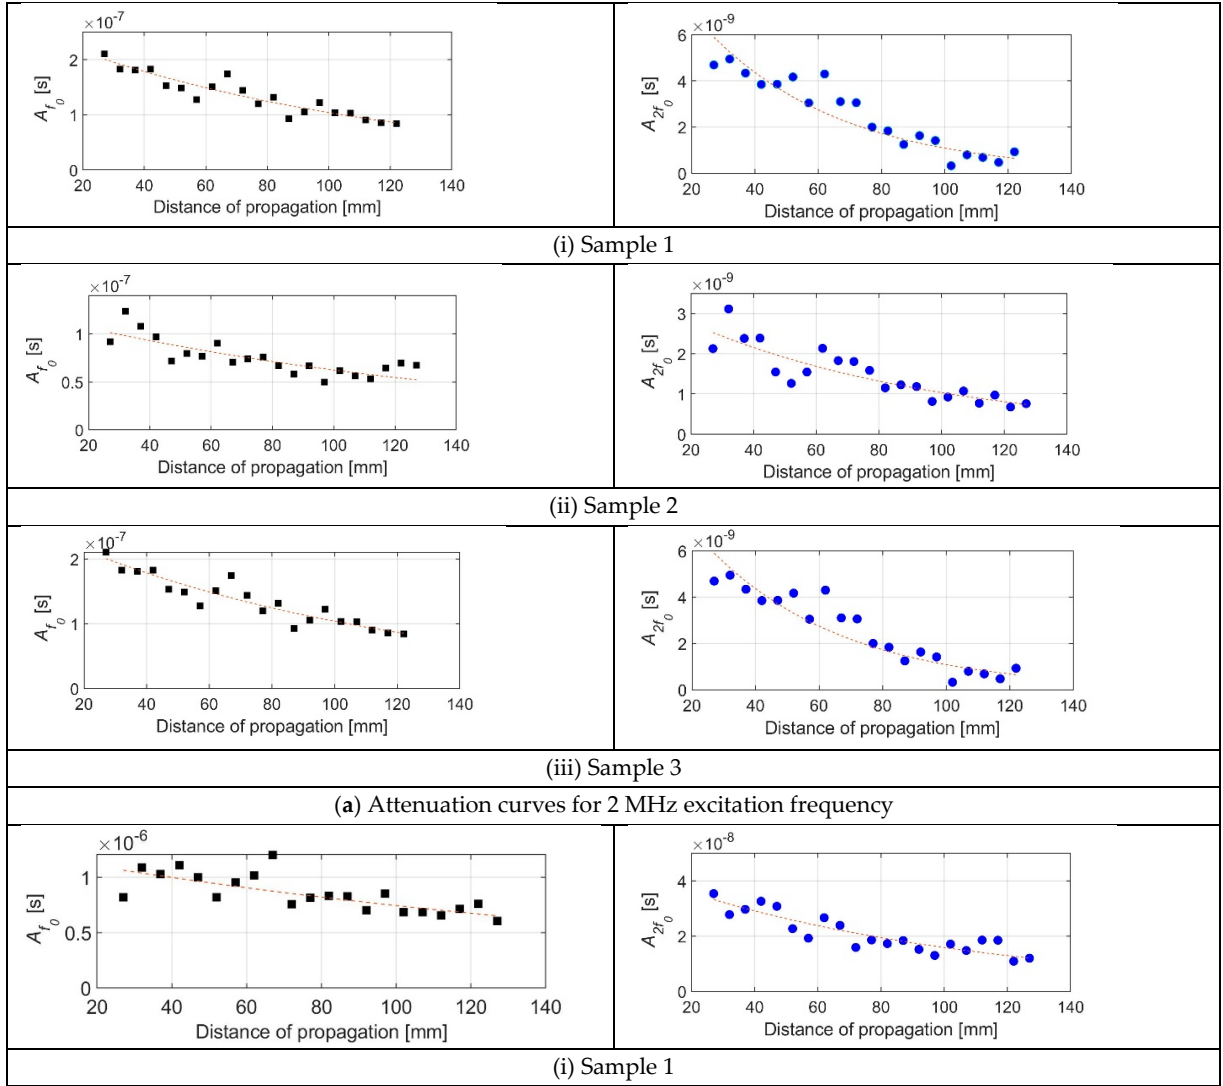 ×10⁻⁷
2
1
0
A_f₀ [s]
20 40 60 80 100 120 140
Distance of propagation [mm]
×10⁻⁹
6
4
2
0
A_2f₀ [s]
20 40 60 80 100 120 140
Distance of propagation [mm]
(i) Sample 1
×10⁻⁷
1
0.5
0
A_f₀ [s]
20 40 60 80 100 120 140
Distance of propagation [mm]
×10⁻⁹
3
2
1
0
A_2f₀ [s]
20 40 60 80 100 120 140
Distance of propagation [mm]
(ii) Sample 2
×10⁻⁷
2
1
0
A_f₀ [s]
20 40 60 80 100 120 140
Distance of propagation [mm]
×10⁻⁹
6
4
2
0
A_2f₀ [s]
20 40 60 80 100 120 140
Distance of propagation [mm]
(iii) Sample 3
(a) Attenuation curves for 2 MHz excitation frequency
×10⁻⁶
1
0.5
0
A_f₀ [s]
20 40 60 80 100 120 140
Distance of propagation [mm]
×10⁻⁸
4
2
0
A_2f₀ [s]
20 40 60 80 100 120 140
Distance of propagation [mm]
(i) Sample 1